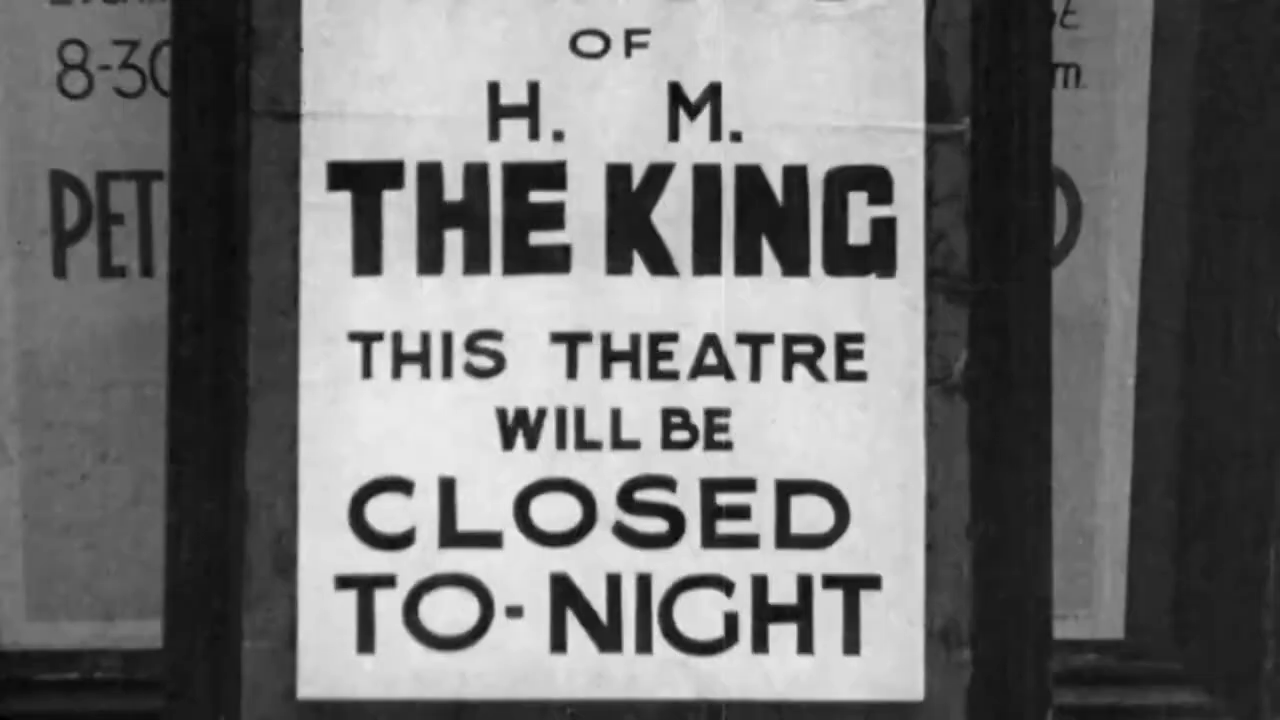 OF
H. M.
THE KING
THIS THEATRE
WILL BE
CLOSED
TO-NIGHT
8-30
PET